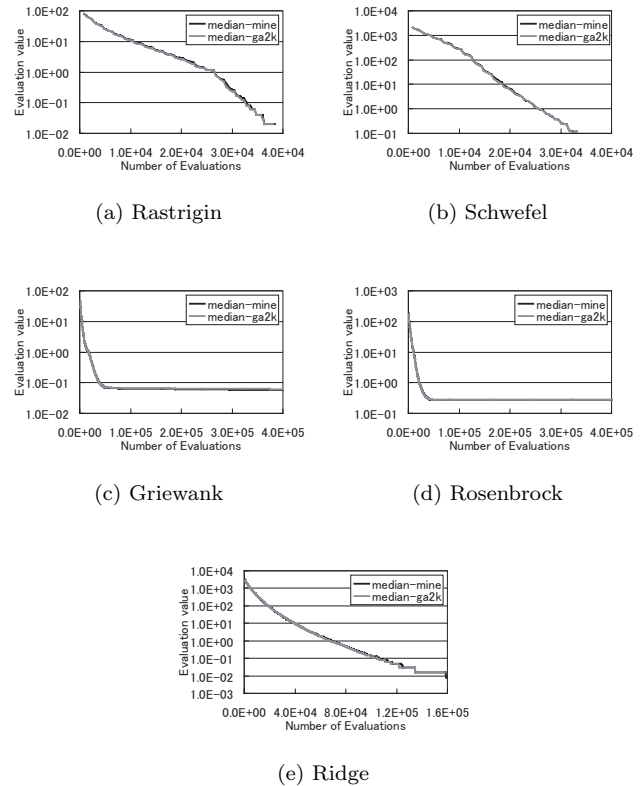 1.0E+02
1.0E+01
1.0E+00
1.0E-01
1.0E-02
Evaluation value
median-mine
median-ga2k
0.0E+00 1.0E+04 2.0E+04 3.0E+04 4.0E+04
Number of Evaluations
(a) Rastrigin
1.0E+04
1.0E+03
1.0E+02
1.0E+01
1.0E+00
1.0E-01
Evaluation value
median-mine
median-ga2k
0.0E+00 1.0E+04 2.0E+04 3.0E+04 4.0E+04
Number of Evaluations
(b) Schwefel
1.0E+02
1.0E+01
1.0E+00
1.0E-01
1.0E-02
Evaluation value
median-mine
median-ga2k
0.0E+00 1.0E+05 2.0E+05 3.0E+05 4.0E+05
Number of Evaluations
(c) Griewank
1.0E+03
1.0E+02
1.0E+01
1.0E+00
1.0E-01
Evaluation value
median-mine
median-ga2k
0.0E+00 1.0E+05 2.0E+05 3.0E+05 4.0E+05
Number of Evaluations
(d) Rosenbrock
1.0E+04
1.0E+03
1.0E+02
1.0E+01
1.0E+00
1.0E-01
1.0E-02
1.0E-03
Evaluation value
median-mine
median-ga2k
0.0E+00 4.0E+04 8.0E+04 1.2E+05 1.6E+05
Number of Evaluations
(e) Ridge